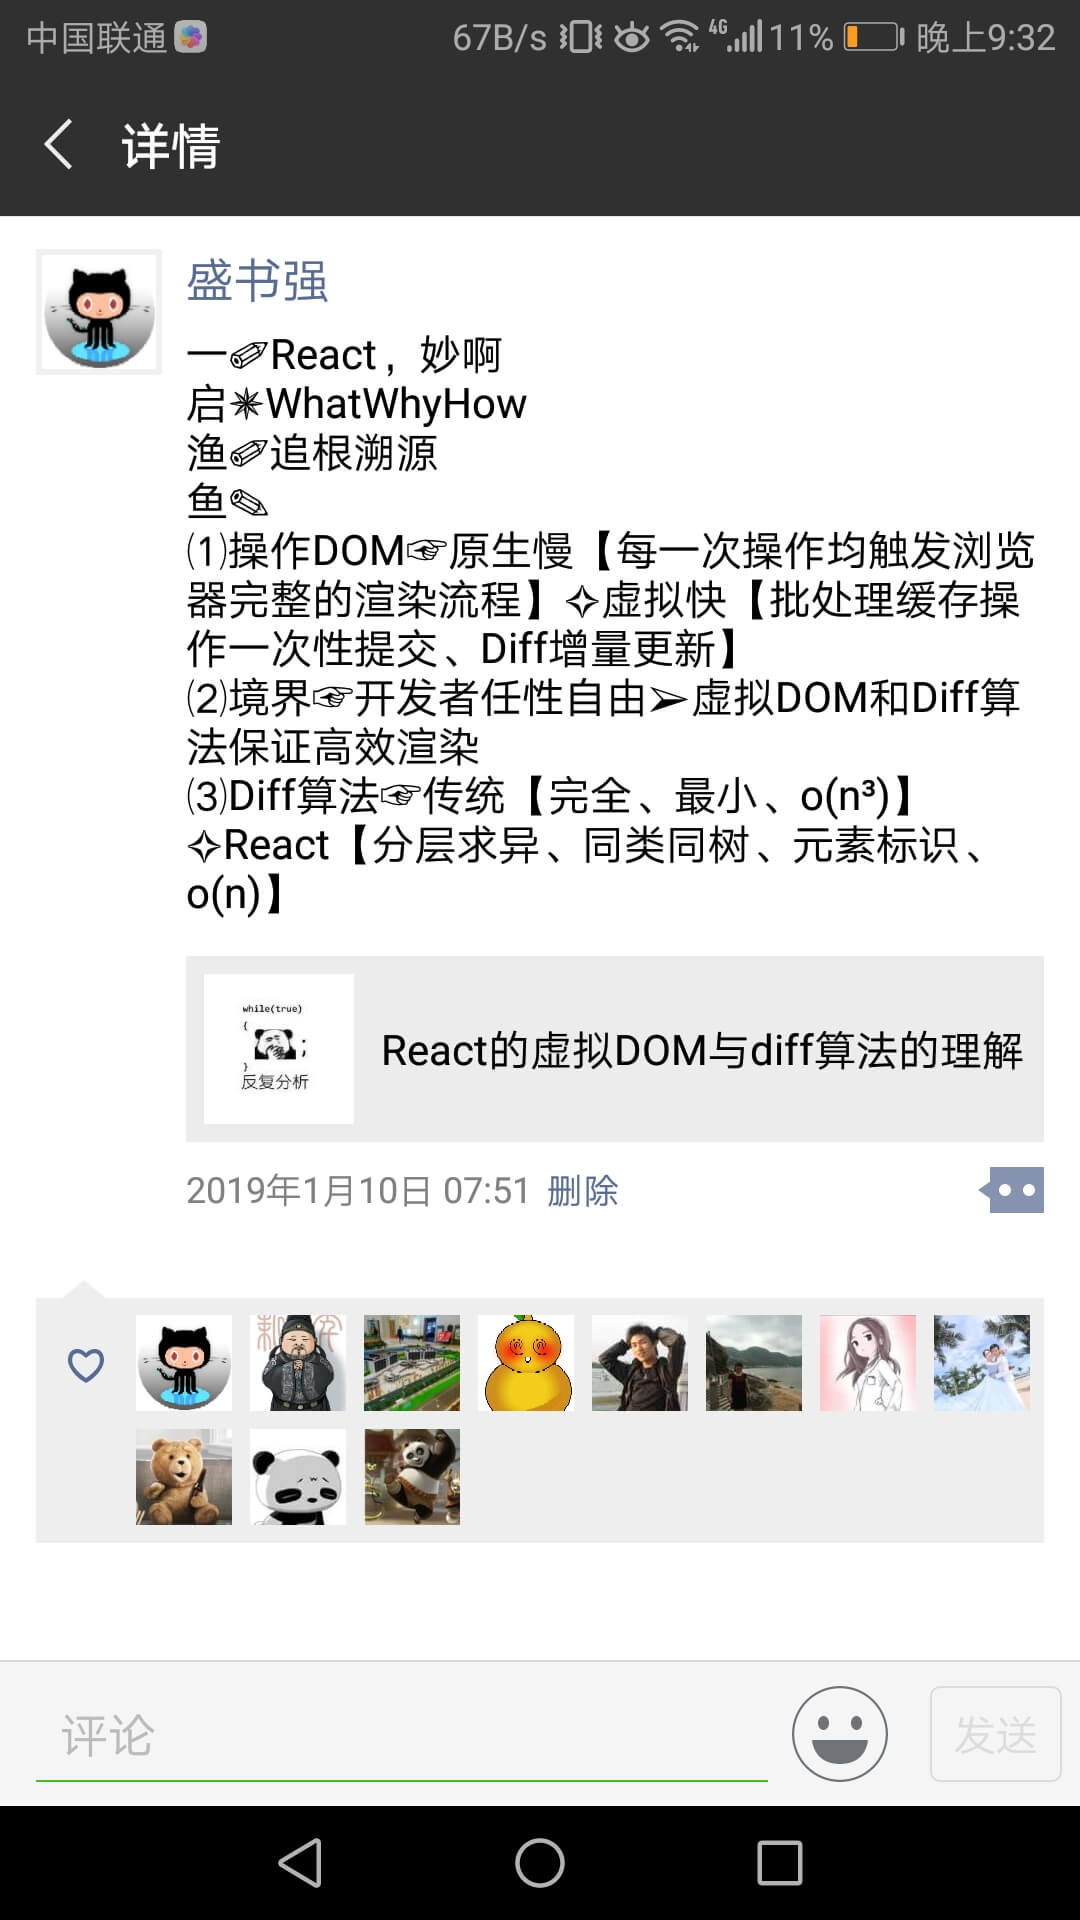 中国联通 67B/s 4G 11% 晚上9:32
详情
盛书强
一✐React，妙啊
启✴WhatWhyHow
渔✐追根溯源
鱼✎
⑴操作DOM☞原生慢【每一次操作均触发浏览
器完整的渲染流程】✧虚拟快【批处理缓存操
作一次性提交、Diff增量更新】
⑵境界☞开发者任性自由➢虚拟DOM和Diff算
法保证高效渲染
⑶Diff算法☞传统【完全、最小、o(n³)】
✧React【分层求异、同类同树、元素标识、
o(n)】
while(true)
{
;
}
反复分析
React的虚拟DOM与diff算法的理解
2019年1月10日 07:51 删除
评论
发送